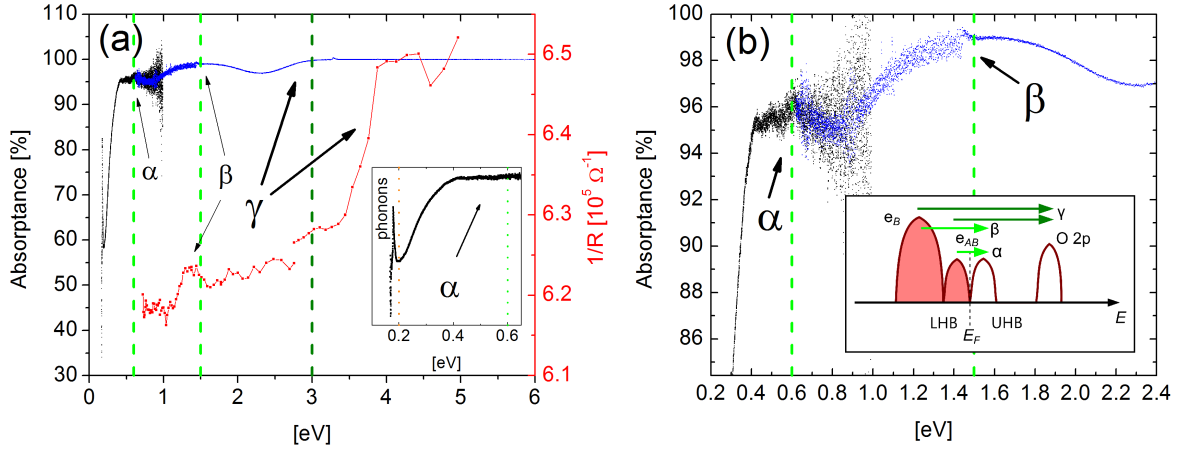 (a)
100
90
80
70
60
50
40
30
Absorptance [%]
0 1 2 3 4 5 6
[eV]
6.5
6.4
6.3
6.2
6.1
1/R [10⁵ Ω⁻¹]
α
β
γ
phonons
α
0.2 0.4 0.6
[eV]
(b)
100
98
96
94
92
90
88
86
Absorptance [%]
0.2 0.4 0.6 0.8 1.0 1.2 1.4 1.6 1.8 2.0 2.2 2.4
[eV]
α
β
e_B
γ
β
e_AB
α
O 2p
LHB
UHB
E_F
E